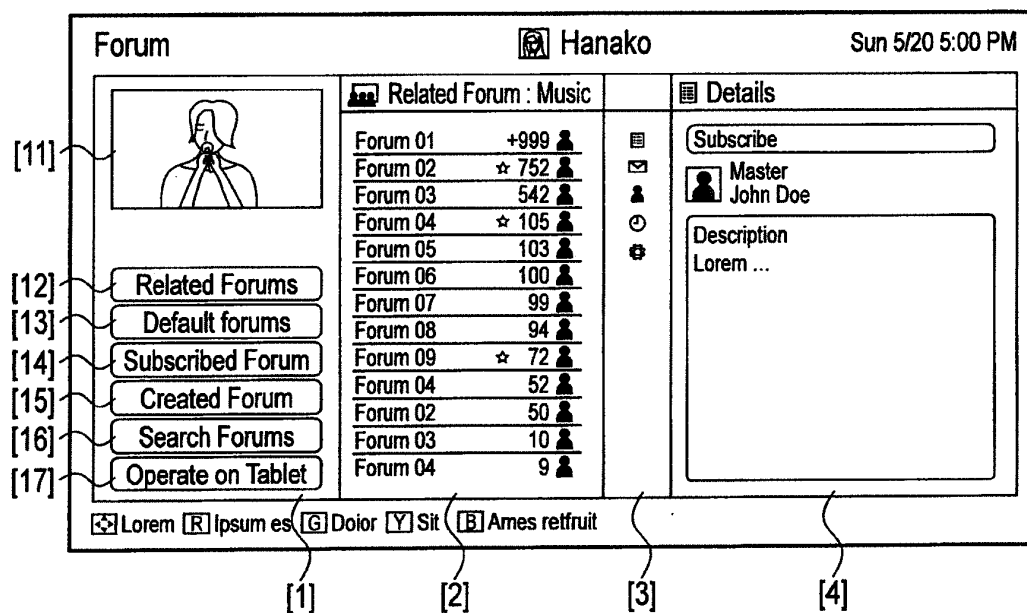 Forum Hanako Sun 5/20 5:00 PM
[11]
[12] Related Forums
[13] Default forums
[14] Subscribed Forum
[15] Created Forum
[16] Search Forums
[17] Operate on Tablet
Related Forum : Music
Forum 01 +999
Forum 02 ☆ 752
Forum 03 542
Forum 04 ☆ 105
Forum 05 103
Forum 06 100
Forum 07 99
Forum 08 94
Forum 09 ☆ 72
Forum 04 52
Forum 02 50
Forum 03 10
Forum 04 9
Details
Subscribe
Master
John Doe
Description
Lorem ...
Lorem R Ipsum es G Doior Y Sit B Ames retfruit
[1] [2] [3] [4]